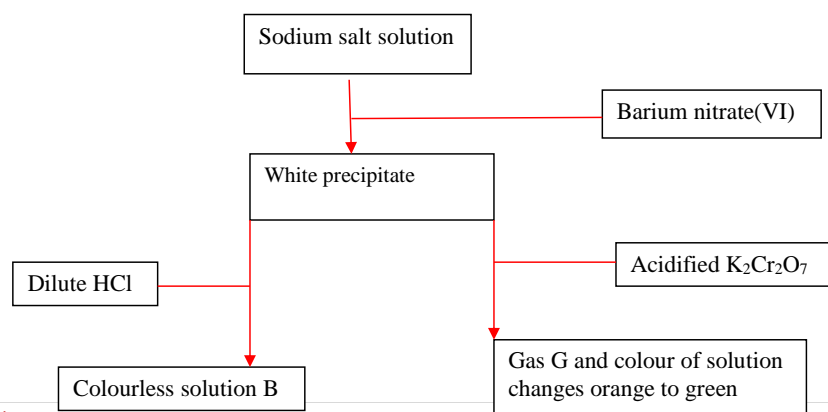 Sodium salt solution
Barium nitrate(VI)
White precipitate
Dilute HCl
Acidified K₂Cr₂O₇
Colourless solution B
Gas G and colour of solution
changes orange to green